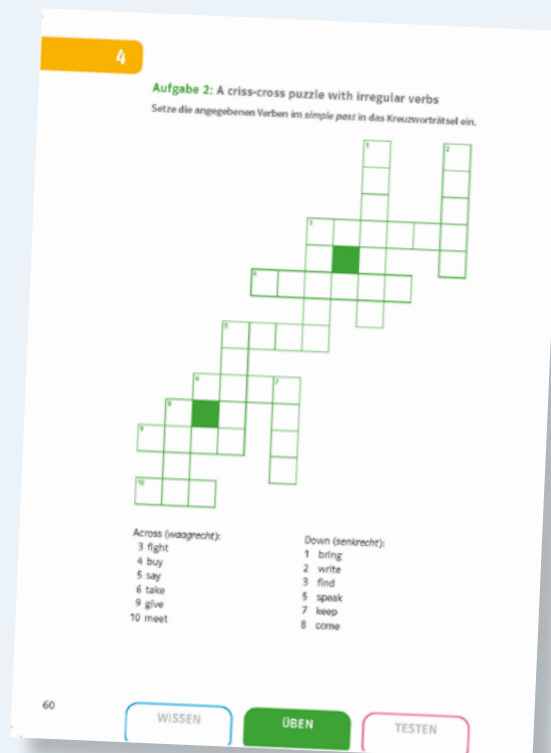 4
Aufgabe 2: A criss-cross puzzle with irregular verbs
Setze die angegebenen Verben im simple past in das Kreuzworträtsel ein.
1
2
3
4
5
6
7
8
9
10
Across (waagrecht):
3 fight
4 buy
5 say
6 take
9 give
10 meet
Down (senkrecht):
1 bring
2 write
3 find
5 speak
7 keep
8 come
60
WISSEN
ÜBEN
TESTEN